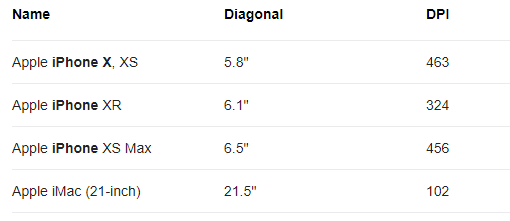 Name Diagonal DPI
Apple iPhone X, XS 5.8" 463
Apple iPhone XR 6.1" 324
Apple iPhone XS Max 6.5" 456
Apple iMac (21-inch) 21.5" 102